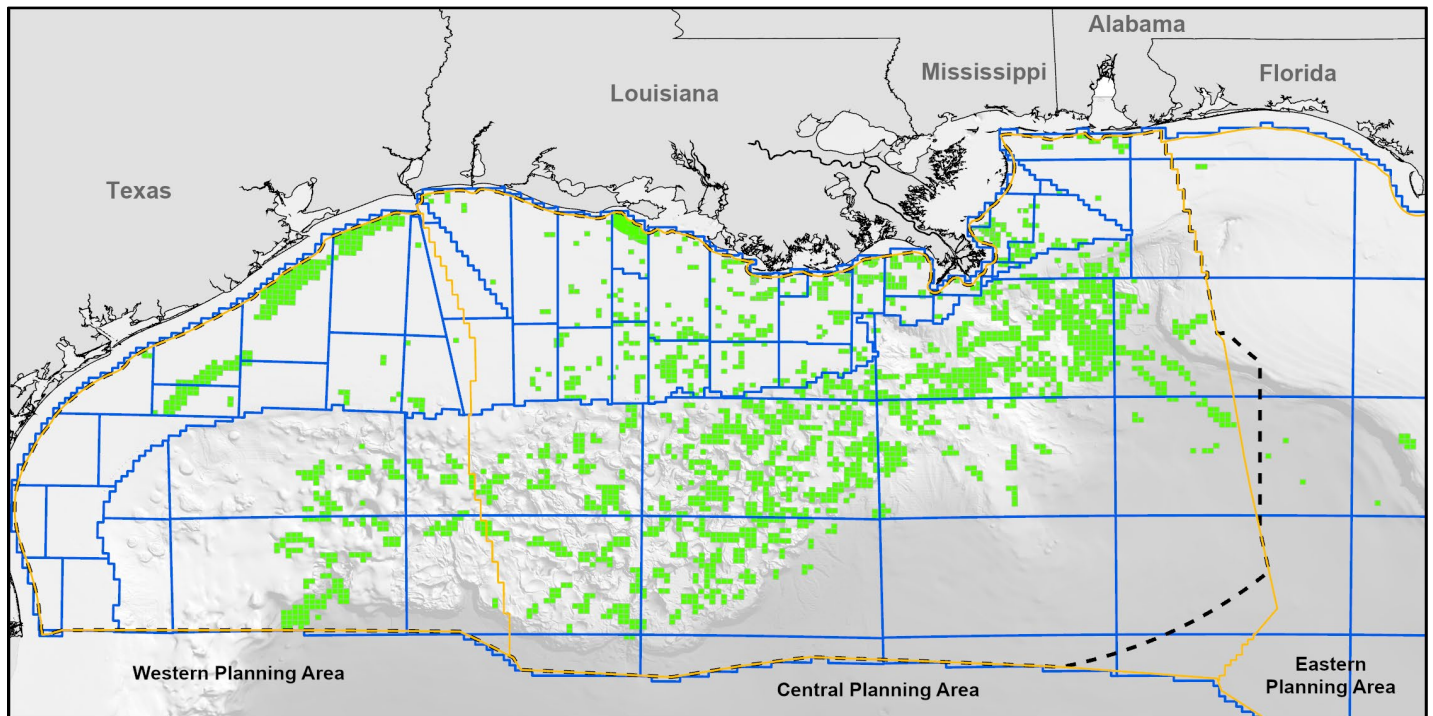 Alabama
Mississippi
Florida
Louisiana
Texas
Western Planning Area
Central Planning Area
Eastern
Planning Area